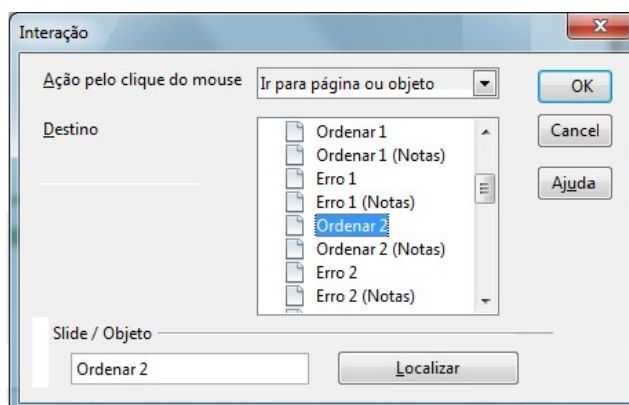 Interação
Ação pelo clique do mouse
Ir para página ou objeto
OK
Destino
Ordenar 1
Ordenar 1 (Notas)
Erro 1
Erro 1 (Notas)
Ordenar 2
Ordenar 2 (Notas)
Erro 2
Erro 2 (Notas)
Cancel
Ajuda
Slide / Objeto
Ordenar 2
Localizar